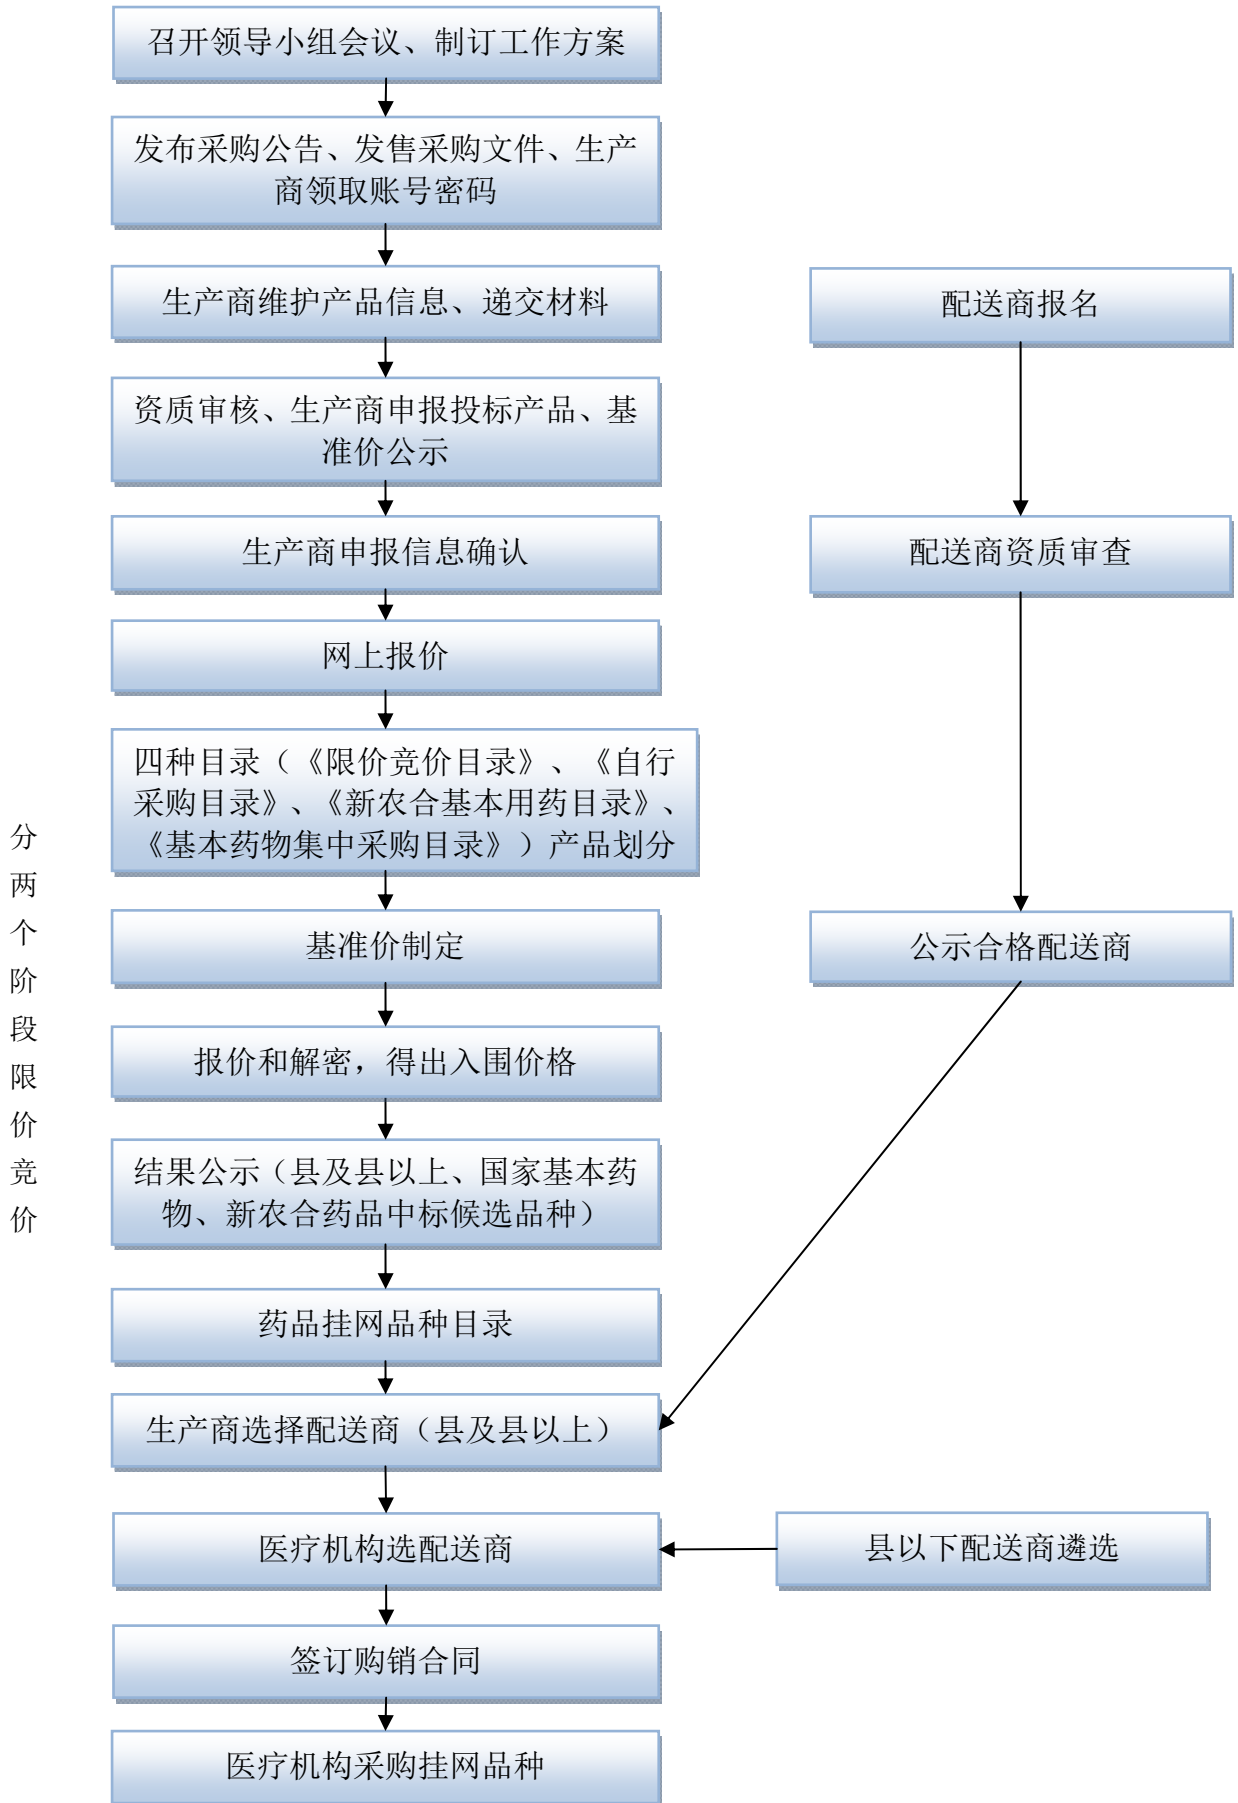 召开领导小组会议、制订工作方案
发布采购公告、发售采购文件、生产
商领取账号密码
生产商维护产品信息、递交材料
配送商报名
资质审核、生产商申报投标产品、基
准价公示
生产商申报信息确认
配送商资质审查
网上报价
四种目录（《限价竞价目录》、《自行
采购目录》、《新农合基本用药目录》、
《基本药物集中采购目录》）产品划分
分
两
个
阶
段
限
价
竞
价
基准价制定
公示合格配送商
报价和解密，得出入围价格
结果公示（县及县以上、国家基本药
物、新农合药品中标候选品种）
药品挂网品种目录
生产商选择配送商（县及县以上）
医疗机构选配送商
县以下配送商遴选
签订购销合同
医疗机构采购挂网品种